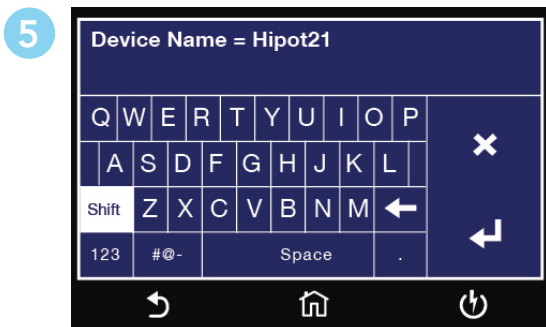 5
Device Name = Hipot21
Q W E R T Y U I O P
A S D F G H J K L
Shift Z X C V B N M
123 #@- Space .